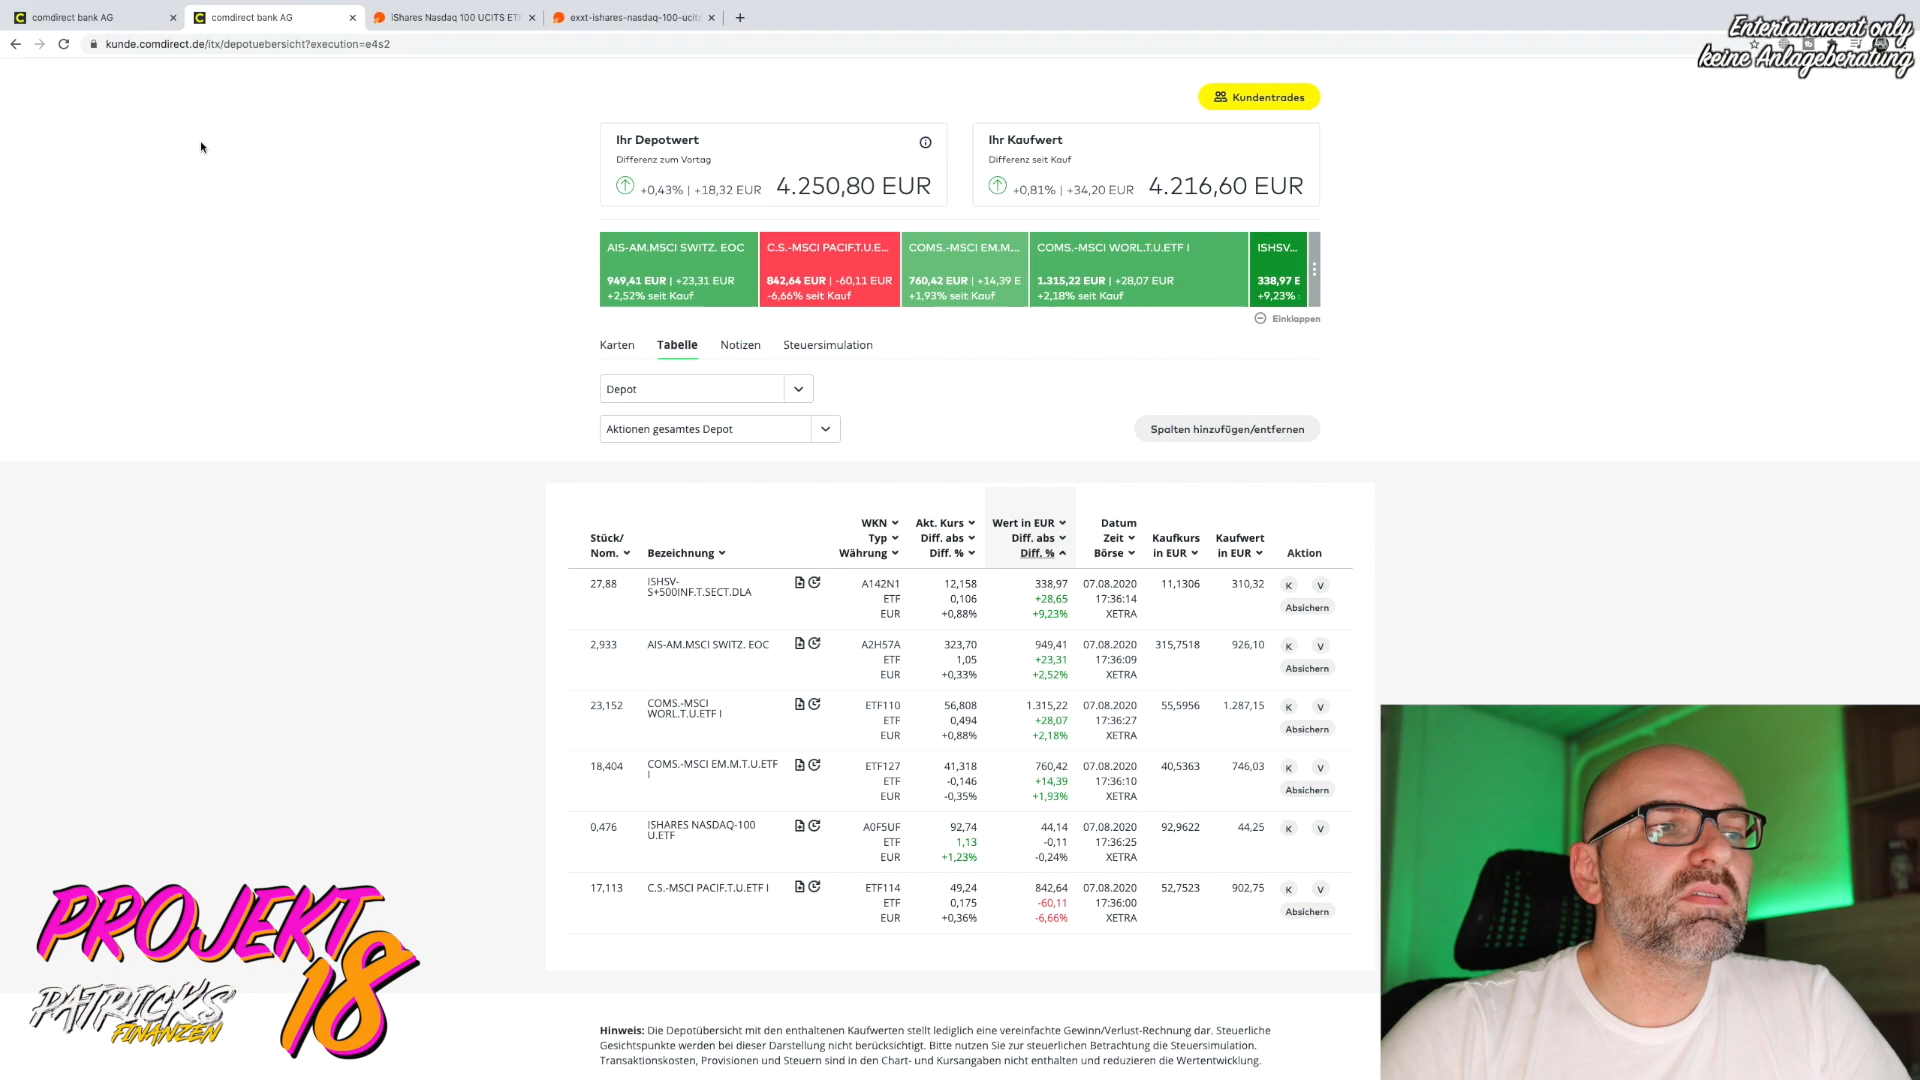 comdirect bank AG
comdirect bank AG
iShares Nasdaq 100 UCITS ETF
exxt-ishares-nasdaq-100-ucits
kunde.comdirect.de/itx/depotuebersicht?execution=e4s2
Entertainment only
keine Anlageberatung
Kundentrades
Ihr Depotwert
Differenz zum Vortag
+0,43% | +18,32 EUR 4.250,80 EUR
Ihr Kaufwert
Differenz seit Kauf
+0,81% | +34,20 EUR 4.216,60 EUR
AIS-AM.MSCI SWITZ. EOC
949,41 EUR | +23,31 EUR
+2,52% seit Kauf
C.S.-MSCI PACIF.T.U.E...
842,64 EUR | -60,11 EUR
-6,66% seit Kauf
COMS.-MSCI EM.M....
760,42 EUR | +14,39 E
+1,93% seit Kauf
COMS.-MSCI WORL.T.U.ETF I
1.315,22 EUR | +28,07 EUR
+2,18% seit Kauf
ISHSV...
338,97 E
+9,23%
Einklappen
Karten Tabelle Notizen Steuersimulation
Depot
Aktionen gesamtes Depot
Spalten hinzufügen/entfernen
WKN Akt. Kurs Wert in EUR Datum
Stück/ Typ Diff. abs Diff. abs Zeit Kaufkurs Kaufwert
Nom. Bezeichnung Währung Diff. % Diff. % Börse in EUR in EUR Aktion
27,88 ISHSV- A142N1 12,158 338,97 07.08.2020 11,1306 310,32 K V
S+500INF.T.SECT.DLA ETF 0,106 +28,65 17:36:14 Absichern
EUR +0,88% +9,23% XETRA
2,933 AIS-AM.MSCI SWITZ. EOC A2H57A 323,70 949,41 07.08.2020 315,7518 926,10 K V
ETF 1,05 +23,31 17:36:09 Absichern
EUR +0,33% +2,52% XETRA
23,152 COMS.-MSCI ETF110 56,808 1.315,22 07.08.2020 55,5956 1.287,15 K V
WORL.T.U.ETF I ETF 0,494 +28,07 17:36:27 Absichern
EUR +0,88% +2,18% XETRA
18,404 COMS.-MSCI EM.M.T.U.ETF ETF127 41,318 760,42 07.08.2020 40,5363 746,03 K V
I ETF -0,146 +14,39 17:36:10 Absichern
EUR -0,35% +1,93% XETRA
0,476 ISHARES NASDAQ-100 A0F5UF 92,74 44,14 07.08.2020 92,9622 44,25 K V
U.ETF ETF 1,13 -0,11 17:36:25
EUR +1,23% -0,24% XETRA
17,113 C.S.-MSCI PACIF.T.U.ETF I ETF114 49,24 842,64 07.08.2020 52,7523 902,75 K V
ETF 0,175 -60,11 17:36:00 Absichern
EUR +0,36% -6,66% XETRA
PROJEKT
18
PATRICKS
FINANZEN
Hinweis: Die Depotübersicht mit den enthaltenen Kaufwerten stellt lediglich eine vereinfachte Gewinn/Verlust-Rechnung dar. Steuerliche
Gesichtspunkte werden bei dieser Darstellung nicht berücksichtigt. Bitte nutzen Sie zur steuerlichen Betrachtung die Steuersimulation.
Transaktionskosten, Provisionen und Steuern sind in den Chart- und Kursangaben nicht enthalten und reduzieren die Wertentwicklung.